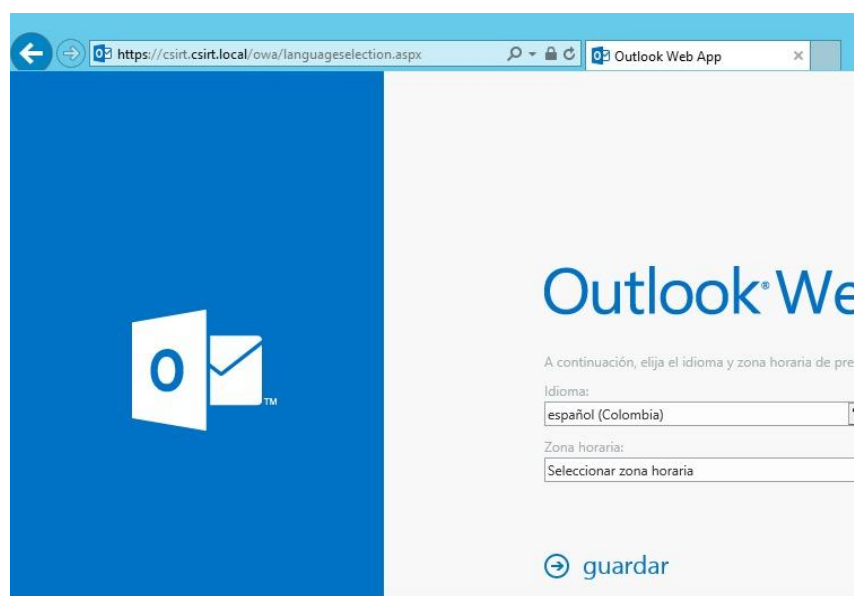 https://csirt.csirt.local/owa/languageselection.aspx
Outlook Web App
Outlook® We
A continuación, elija el idioma y zona horaria de pre
Idioma:
español (Colombia)
Zona horaria:
Seleccionar zona horaria
O
TM
guardar